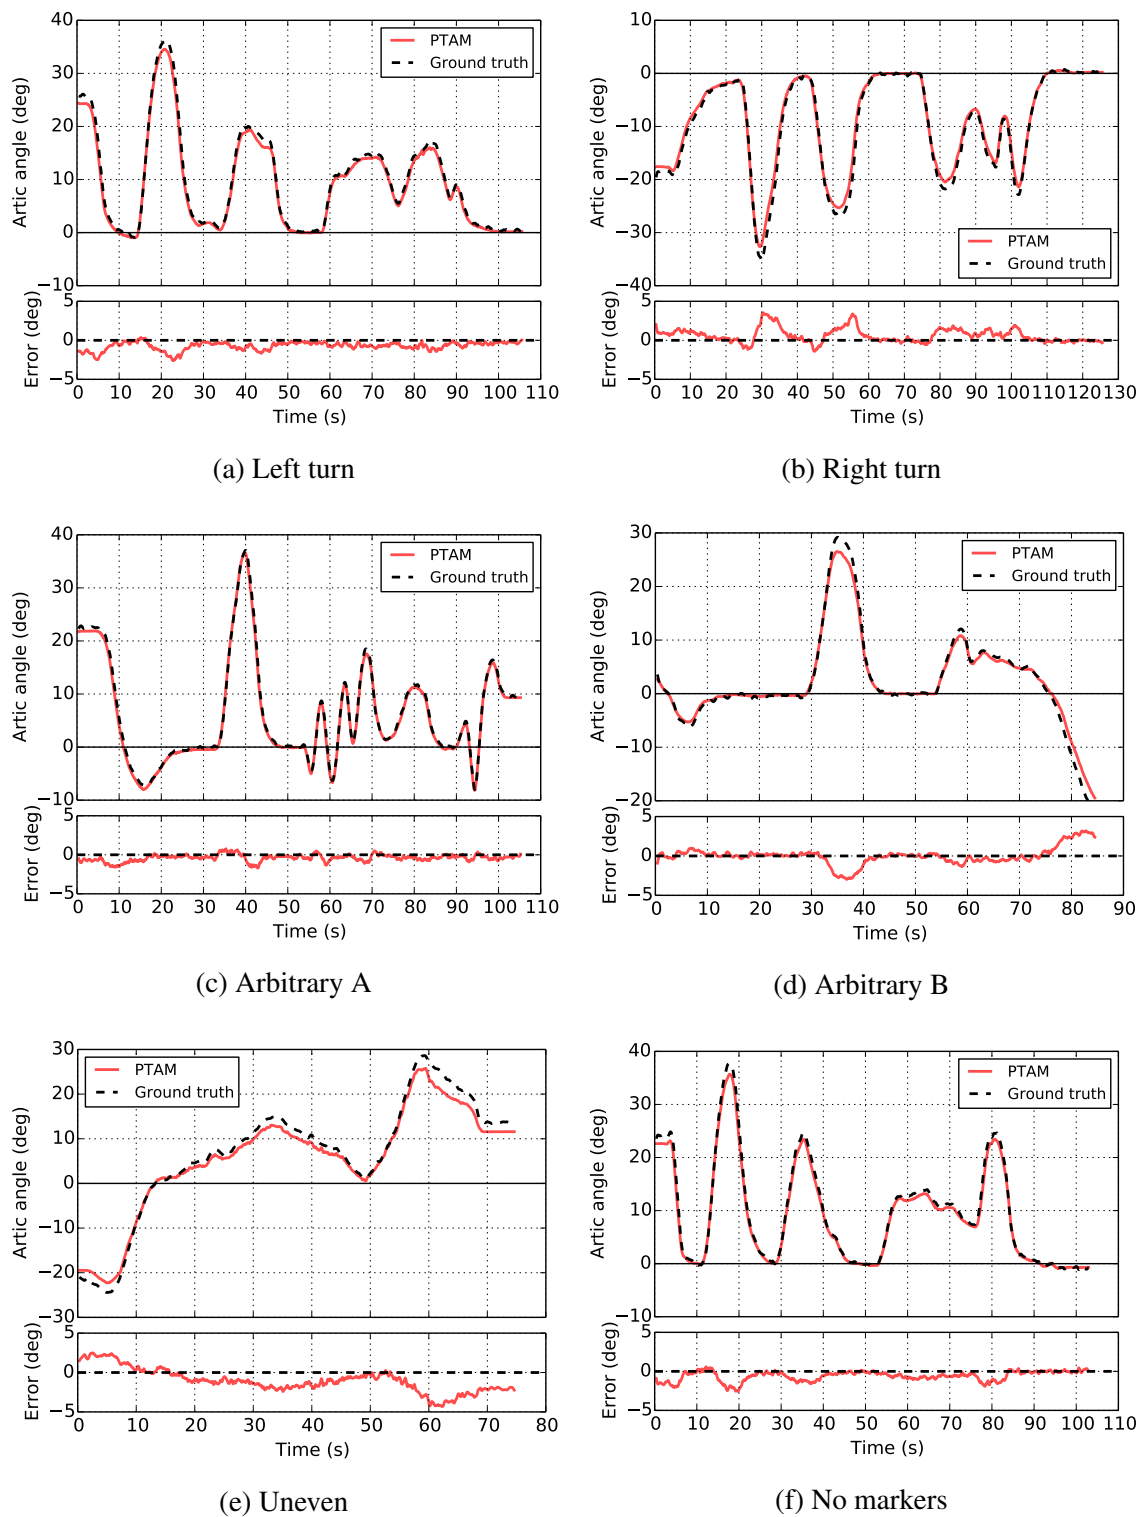 40
30
20
10
0
−10
Artic angle (deg)
PTAM
Ground truth
5
0
−5
Error (deg)
0 10 20 30 40 50 60 70 80 90 100 110
Time (s)
(a) Left turn
0
−10
−20
−30
−40
Artic angle (deg)
PTAM
Ground truth
5
0
−5
Error (deg)
0 10 20 30 40 50 60 70 80 90 100 110 120 130
Time (s)
(b) Right turn
40
30
20
10
0
−10
Artic angle (deg)
PTAM
Ground truth
5
0
−5
Error (deg)
0 10 20 30 40 50 60 70 80 90 100 110
Time (s)
(c) Arbitrary A
30
20
10
0
−10
−20
Artic angle (deg)
PTAM
Ground truth
5
0
−5
Error (deg)
0 10 20 30 40 50 60 70 80 90
Time (s)
(d) Arbitrary B
30
20
10
0
−10
−20
−30
Artic angle (deg)
PTAM
Ground truth
5
0
−5
Error (deg)
0 10 20 30 40 50 60 70 80
Time (s)
(e) Uneven
40
30
20
10
0
−10
Artic angle (deg)
PTAM
Ground truth
5
0
−5
Error (deg)
0 10 20 30 40 50 60 70 80 90 100 110
Time (s)
(f) No markers